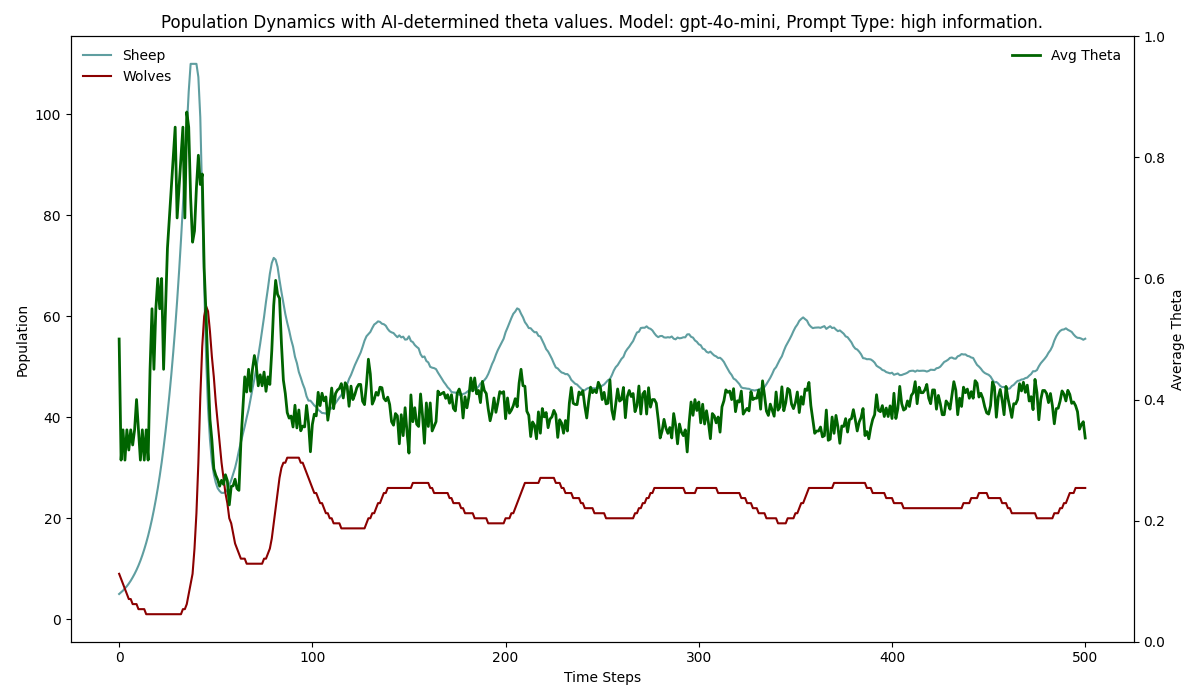 Population Dynamics with AI-determined theta values. Model: gpt-4o-mini, Prompt Type: high information.
Sheep
Wolves
Avg Theta
Population
100
80
60
40
20
0
1.0
0.8
0.6
0.4
0.2
0.0
Average Theta
0 100 200 300 400 500
Time Steps